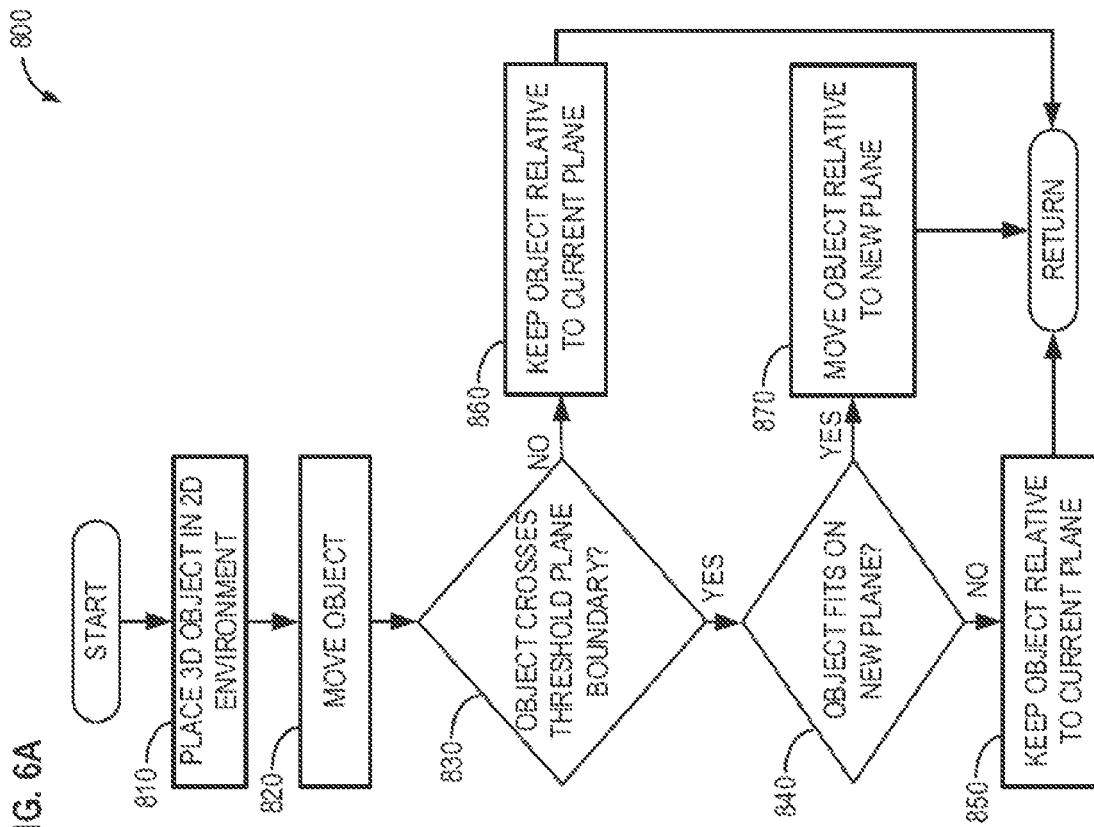 IG. 6A
800
START
810
PLACE 3D OBJECT IN 2D
ENVIRONMENT
820
MOVE OBJECT
830
OBJECT CROSSES
THRESHOLD PLANE
BOUNDARY?
NO
860
KEEP OBJECT RELATIVE
TO CURRENT PLANE
YES
840
OBJECT FITS ON
NEW PLANE?
YES
870
MOVE OBJECT RELATIVE
TO NEW PLANE
NO
850
KEEP OBJECT RELATIVE
TO CURRENT PLANE
RETURN